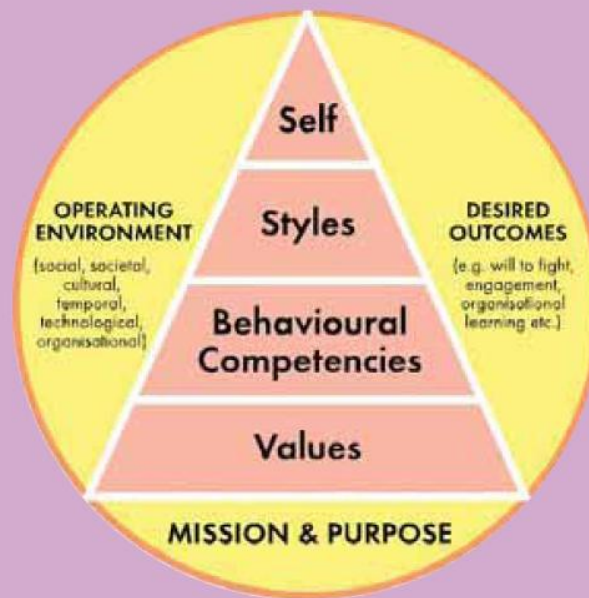 Self
Styles
Behavioural
Competencies
Values
OPERATING
ENVIRONMENT
(social, societal,
cultural,
temporal,
technological,
organisational)
DESIRED
OUTCOMES
(e.g. will to fight,
engagement,
organisational
learning etc.)
MISSION & PURPOSE